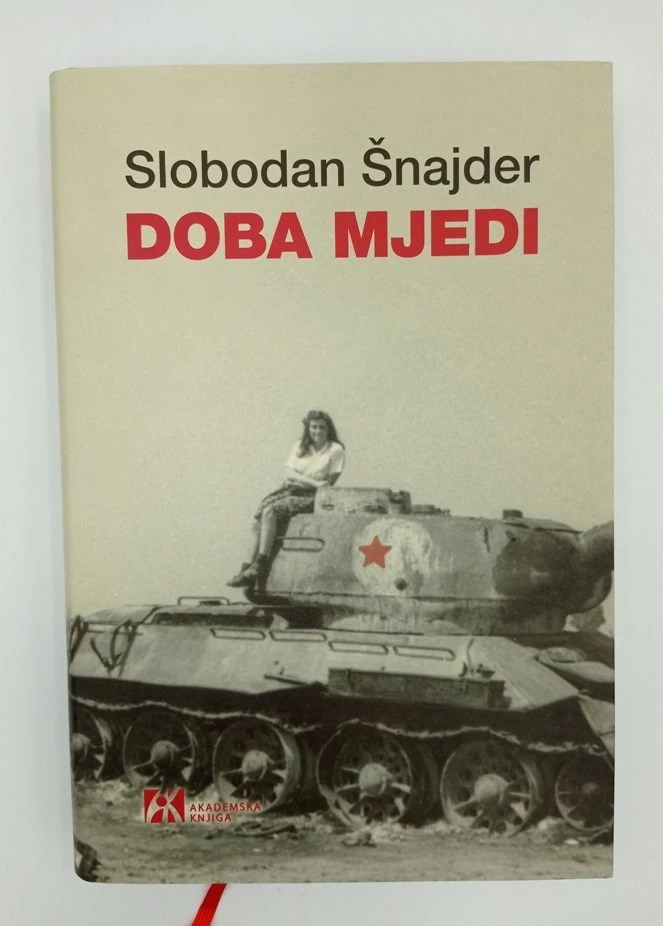 Slobodan Šnajder
DOBA MJEDI
AKADEMSKA
KNJIGA